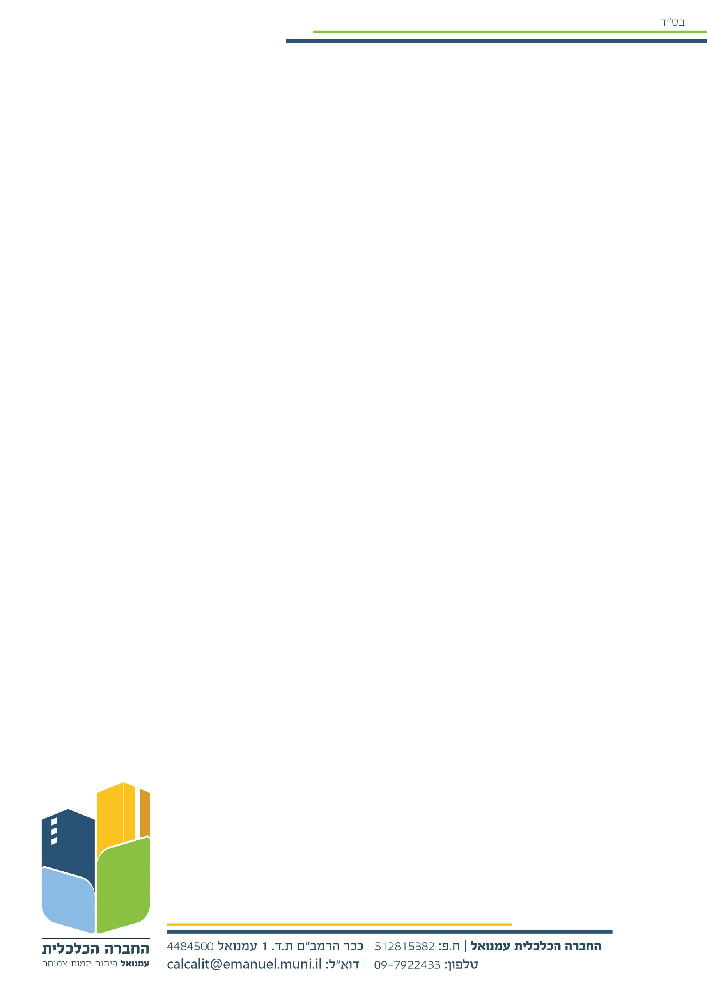 בס"ד
החברה הכלכלית
עמנואל|פיתוח.יזמות.צמיחה
החברה הכלכלית עמנואל | ח.פ: 512815382 | ככר הרמב"ם ת.ד. 1 עמנואל 4484500
טלפון: 09-7922433 | דוא"ל: calcalit@emanuel.muni.il